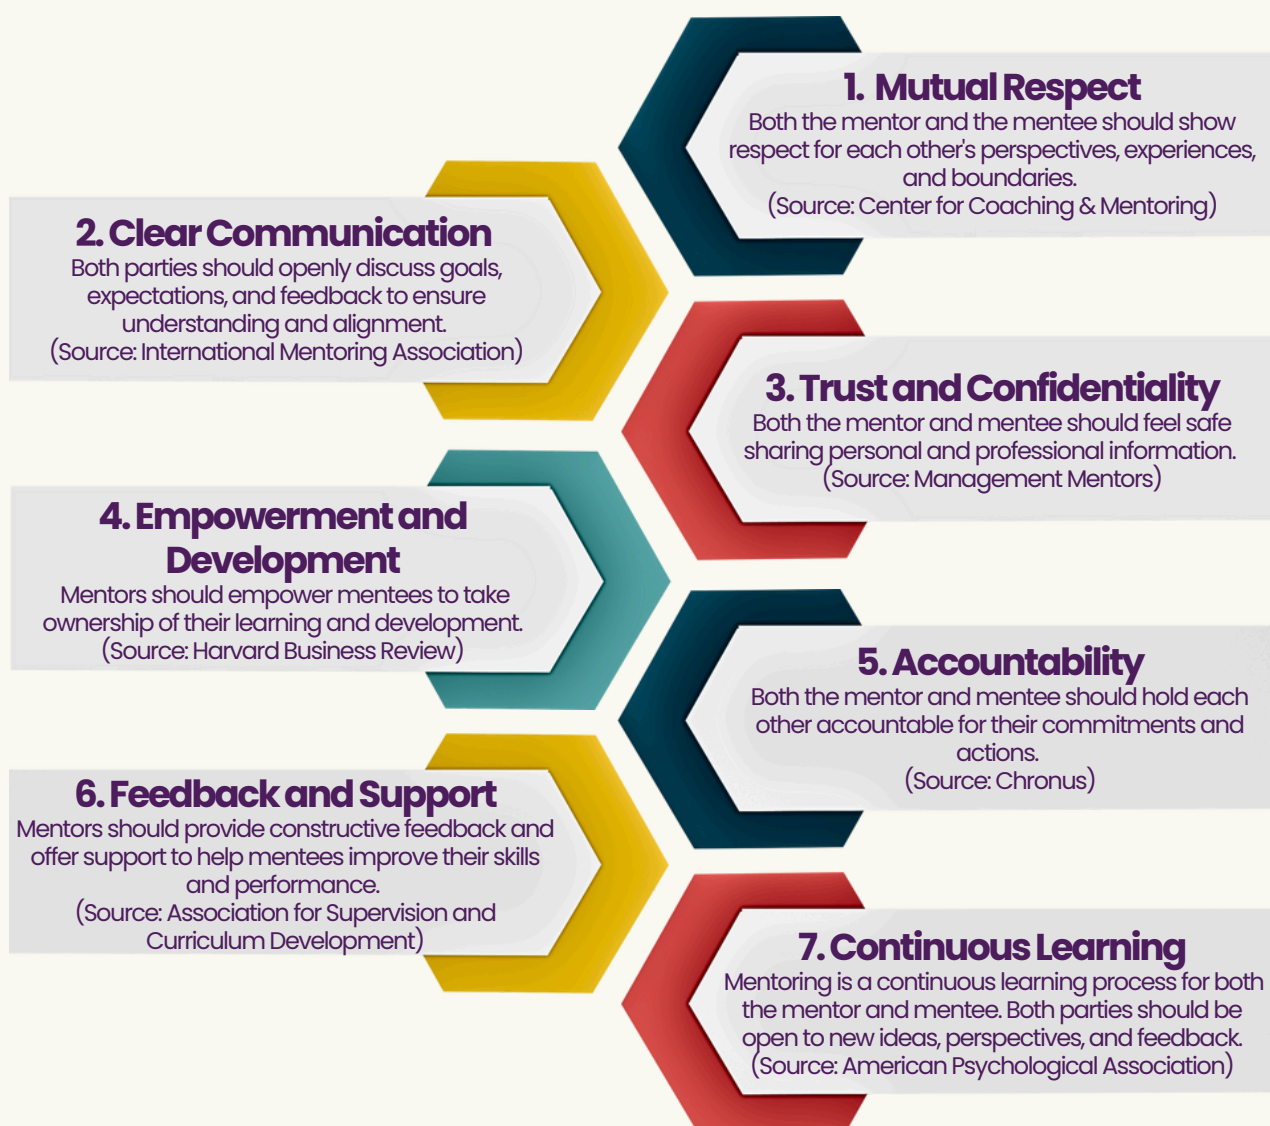 1. Mutual Respect
Both the mentor and the mentee should show
respect for each other's perspectives, experiences,
and boundaries.
(Source: Center for Coaching & Mentoring)
2. Clear Communication
Both parties should openly discuss goals,
expectations, and feedback to ensure
understanding and alignment.
(Source: International Mentoring Association)
3. Trust and Confidentiality
Both the mentor and mentee should feel safe
sharing personal and professional information.
(Source: Management Mentors)
4. Empowerment and
Development
Mentors should empower mentees to take
ownership of their learning and development.
(Source: Harvard Business Review)
5. Accountability
Both the mentor and mentee should hold each
other accountable for their commitments and
actions.
(Source: Chronus)
6. Feedback and Support
Mentors should provide constructive feedback and
offer support to help mentees improve their skills
and performance.
(Source: Association for Supervision and
Curriculum Development)
7. Continuous Learning
Mentoring is a continuous learning process for both
the mentor and mentee. Both parties should be
open to new ideas, perspectives, and feedback.
(Source: American Psychological Association)